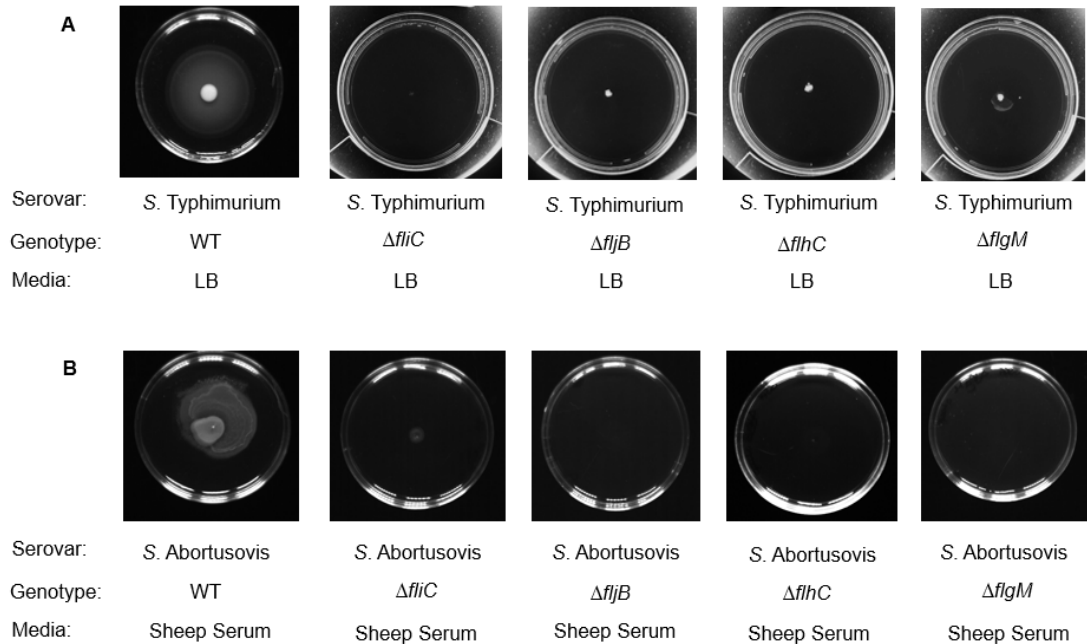 A
Serovar: S. Typhimurium S. Typhimurium S. Typhimurium S. Typhimurium S. Typhimurium
Genotype: WT ΔfliC ΔfljB ΔflhC ΔflgM
Media: LB LB LB LB LB
B
Serovar: S. Abortusovis S. Abortusovis S. Abortusovis S. Abortusovis S. Abortusovis
Genotype: WT ΔfliC ΔfljB ΔflhC ΔflgM
Media: Sheep Serum Sheep Serum Sheep Serum Sheep Serum Sheep Serum